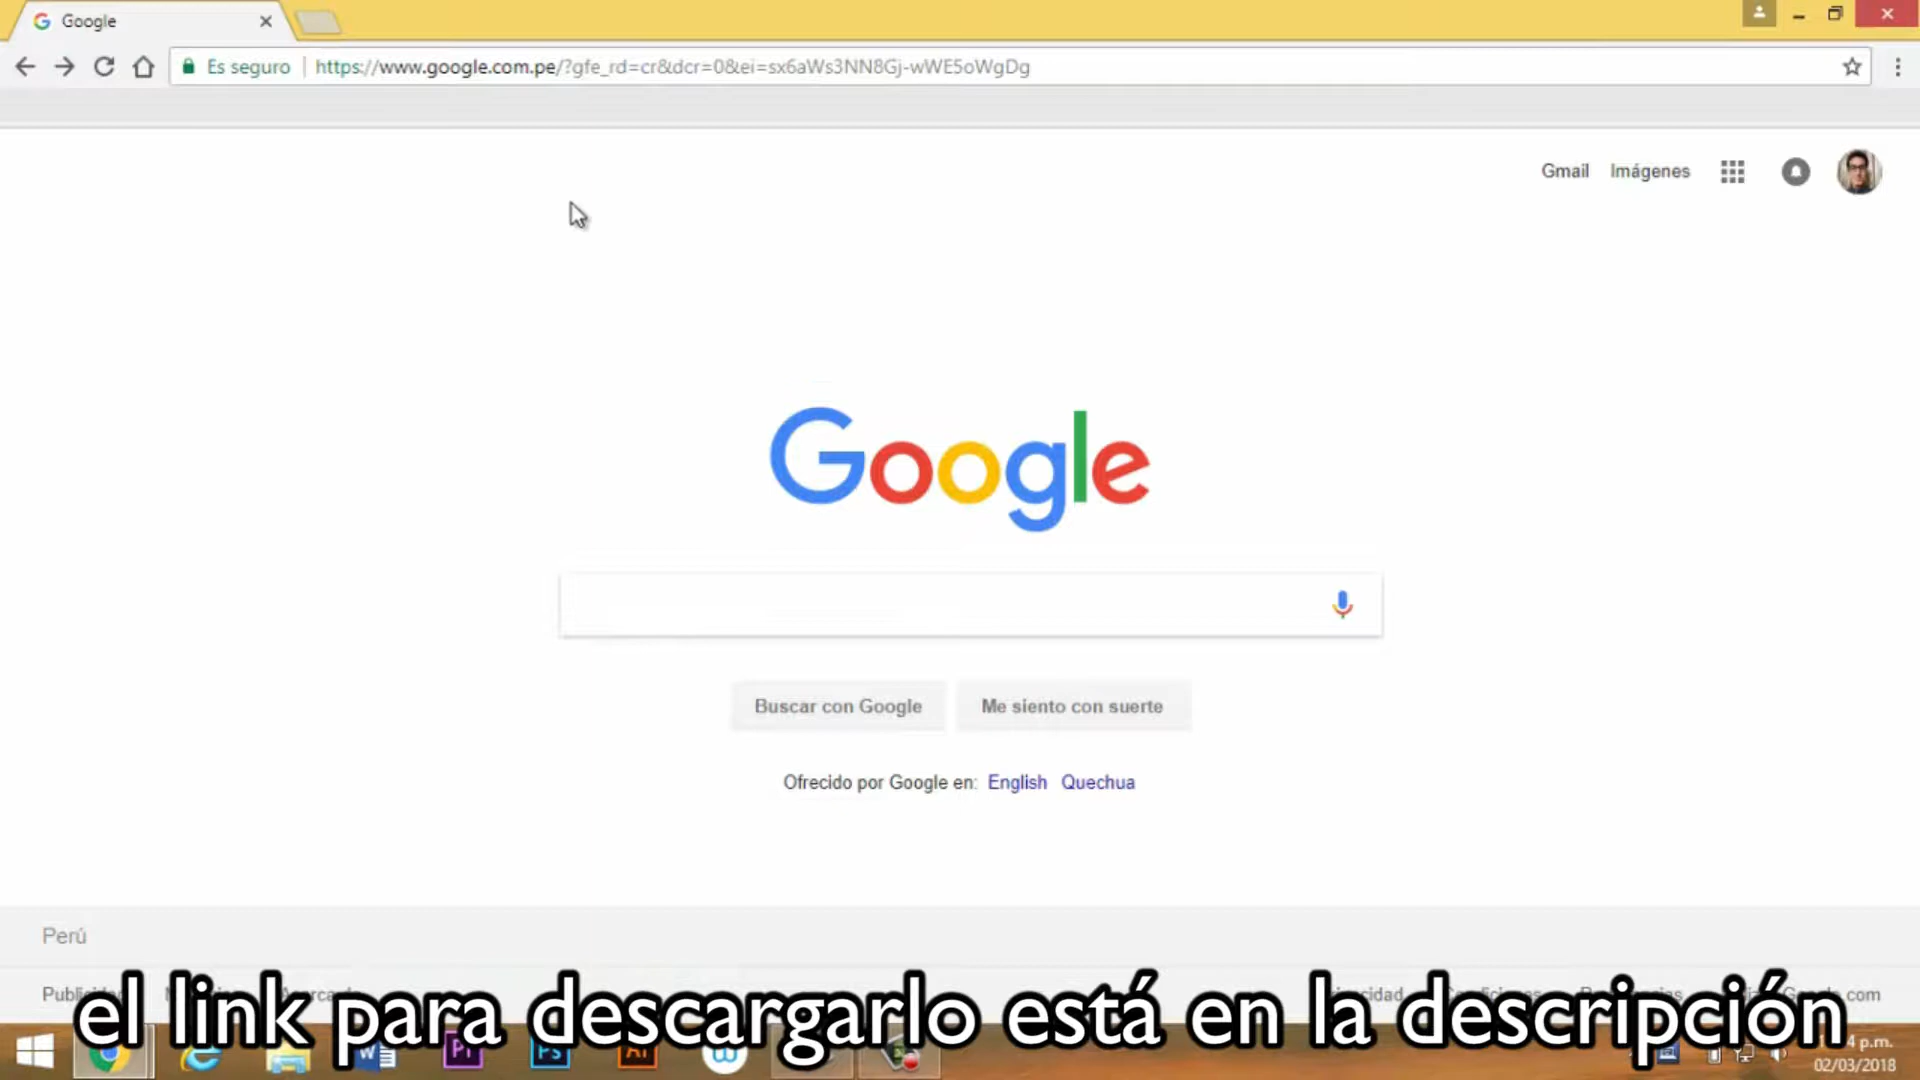 Google
Es seguro https://www.google.com.pe/?gfe_rd=cr&dcr=0&ei=sx6aWs3NN8Gj-wWE5oWgDg
Gmail Imágenes
Google
Buscar con Google Me siento con suerte
Ofrecido por Google en: English Quechua
Perú
el link para descargarlo está en la descripción
p.m.
02/03/2018